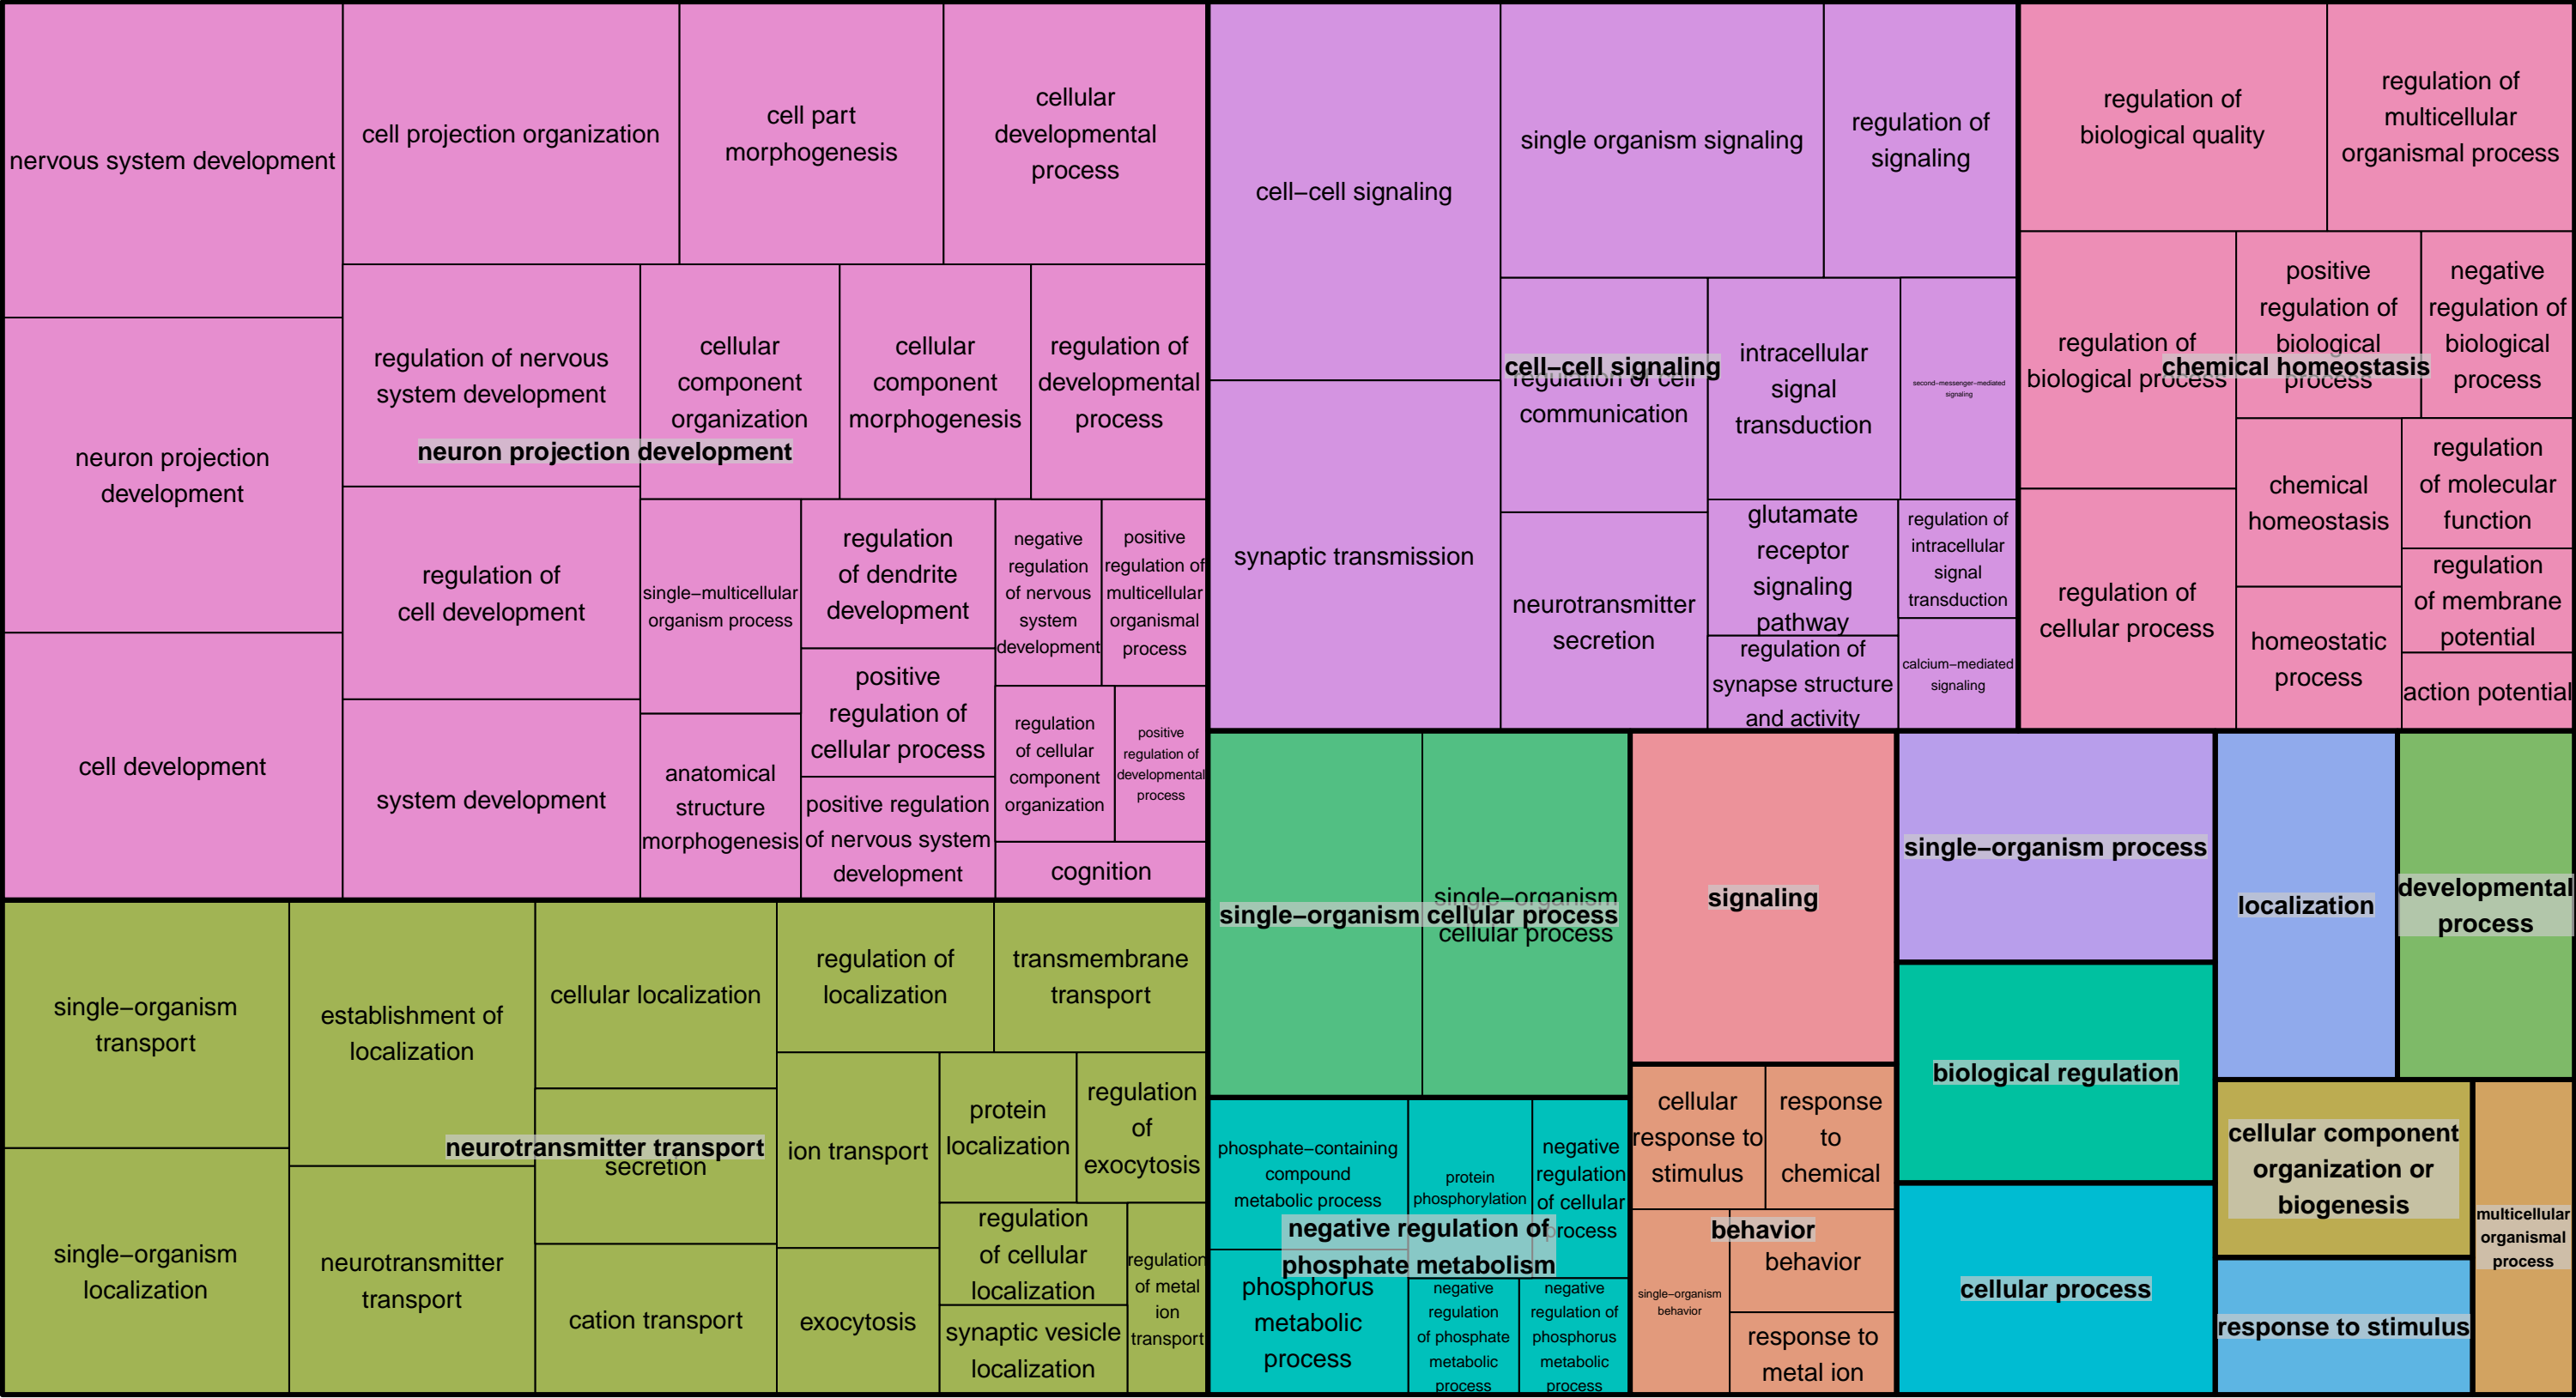 nervous system development
cell projection organization
cell part
morphogenesis
cellular
developmental
process
neuron projection
development
cell development
regulation of nervous
system development
cellular
component
organization
cellular
component
morphogenesis
regulation of
developmental
process
neuron projection development
regulation of
cell development
system development
single−multicellular
organism process
anatomical
structure
morphogenesis
regulation
of dendrite
development
positive
regulation of
cellular process
positive regulation
of nervous system
development
negative
regulation
of nervous
system
development
positive
regulation of
multicellular
organismal
process
regulation
of cellular
component
organization
positive
regulation of
developmental
process
cognition
cell−cell signaling
synaptic transmission
single organism signaling
regulation of
signaling
cell−cell signaling
regulation of cell
communication
intracellular
signal
transduction
second−messenger−mediated
signaling
neurotransmitter
secretion
glutamate
receptor
signaling
pathway
regulation of
synapse structure
and activity
regulation of
intracellular
signal
transduction
calcium−mediated
signaling
regulation of
biological quality
regulation of
multicellular
organismal process
regulation of
biological process
positive
regulation of
biological
process
negative
regulation of
biological
process
chemical homeostasis
regulation of
cellular process
chemical
homeostasis
homeostatic
process
regulation
of molecular
function
regulation
of membrane
potential
action potential
single−organism
transport
single−organism
localization
establishment of
localization
neurotransmitter
transport
cellular localization
neurotransmitter transport
secretion
cation transport
regulation of
localization
transmembrane
transport
ion transport
exocytosis
protein
localization
regulation
of
exocytosis
regulation
of cellular
localization
synaptic vesicle
localization
regulation
of metal
ion
transport
single−organism
cellular process
single−organism cellular process
phosphate−containing
compound
metabolic process
protein
phosphorylation
negative
regulation
of cellular
process
negative regulation of
phosphate metabolism
phosphorus
metabolic
process
negative
regulation
of phosphate
metabolic
process
negative
regulation of
phosphorus
metabolic
process
signaling
cellular
response to
stimulus
response
to
chemical
behavior
single−organism
behavior
behavior
response to
metal ion
single−organism process
biological regulation
cellular process
localization
developmental
process
cellular component
organization or
biogenesis
response to stimulus
multicellular
organismal
process